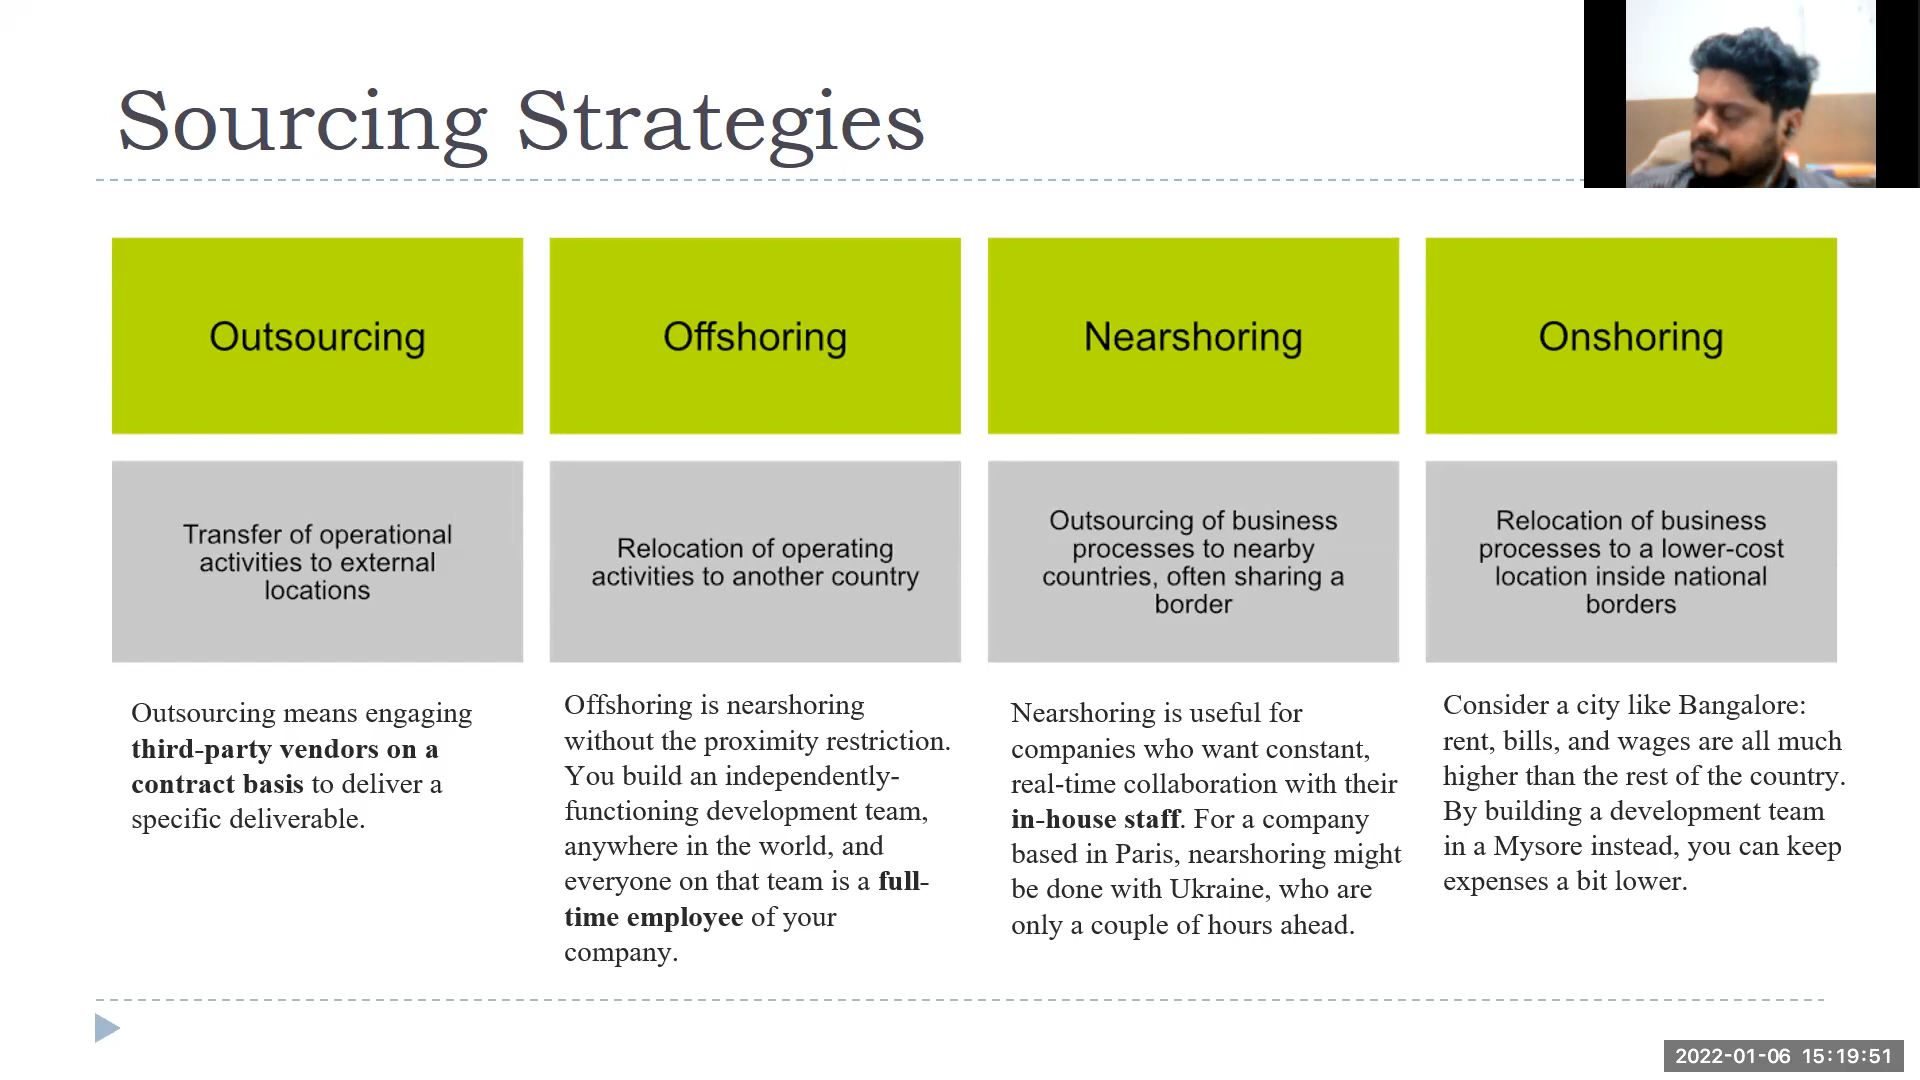 Sourcing Strategies
Outsourcing
Offshoring
Nearshoring
Onshoring
Transfer of operational
activities to external
locations
Relocation of operating
activities to another country
Outsourcing of business
processes to nearby
countries, often sharing a
border
Relocation of business
processes to a lower-cost
location inside national
borders
Outsourcing means engaging
third-party vendors on a
contract basis to deliver a
specific deliverable.
Offshoring is nearshoring
without the proximity restriction.
You build an independently-
functioning development team,
anywhere in the world, and
everyone on that team is a full-
time employee of your
company.
Nearshoring is useful for
companies who want constant,
real-time collaboration with their
in-house staff. For a company
based in Paris, nearshoring might
be done with Ukraine, who are
only a couple of hours ahead.
Consider a city like Bangalore:
rent, bills, and wages are all much
higher than the rest of the country.
By building a development team
in a Mysore instead, you can keep
expenses a bit lower.
2022-01-06 15:19:51